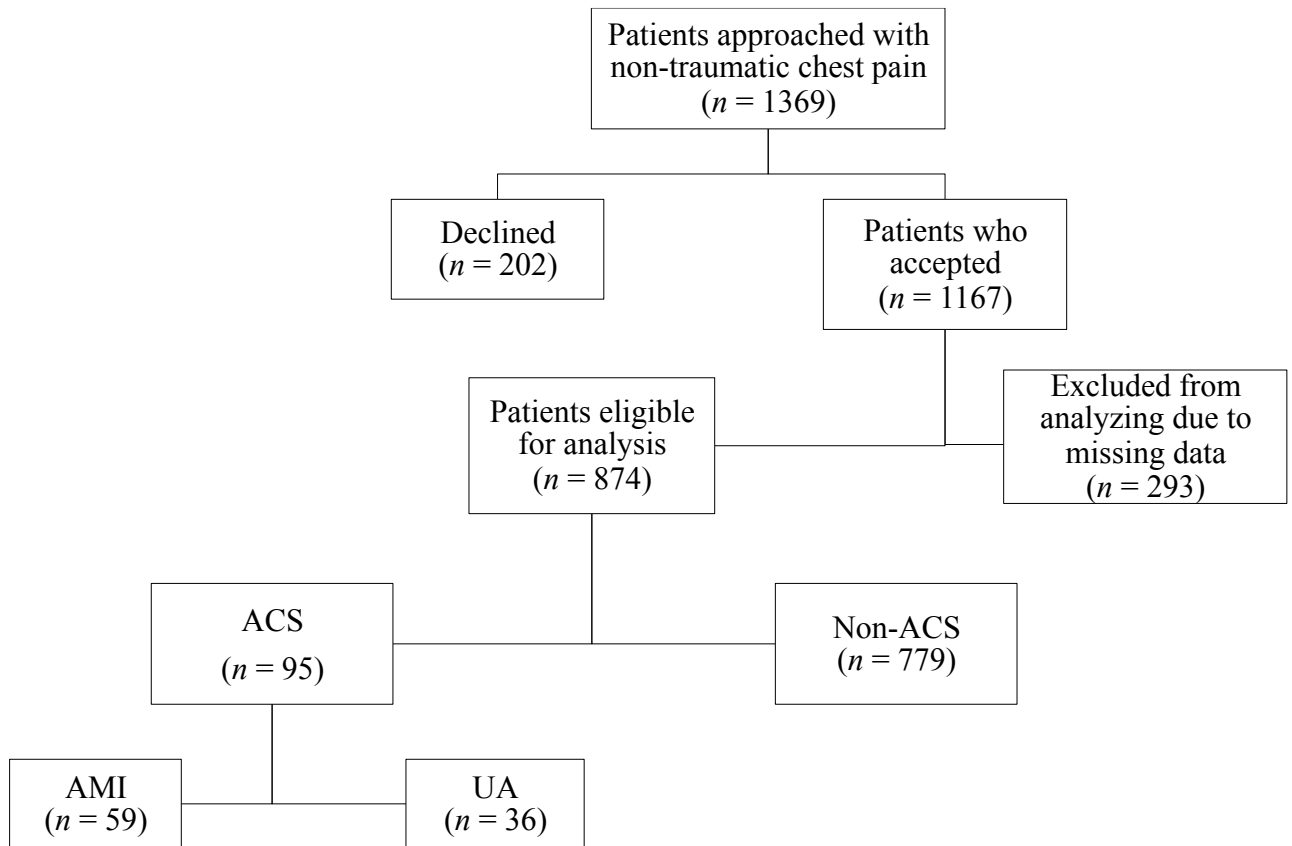 Patients approached with
non-traumatic chest pain
(n = 1369)
Declined
(n = 202)
Patients who
accepted
(n = 1167)
Patients eligible
for analysis
(n = 874)
Excluded from
analyzing due to
missing data
(n = 293)
ACS
(n = 95)
Non-ACS
(n = 779)
AMI
(n = 59)
UA
(n = 36)